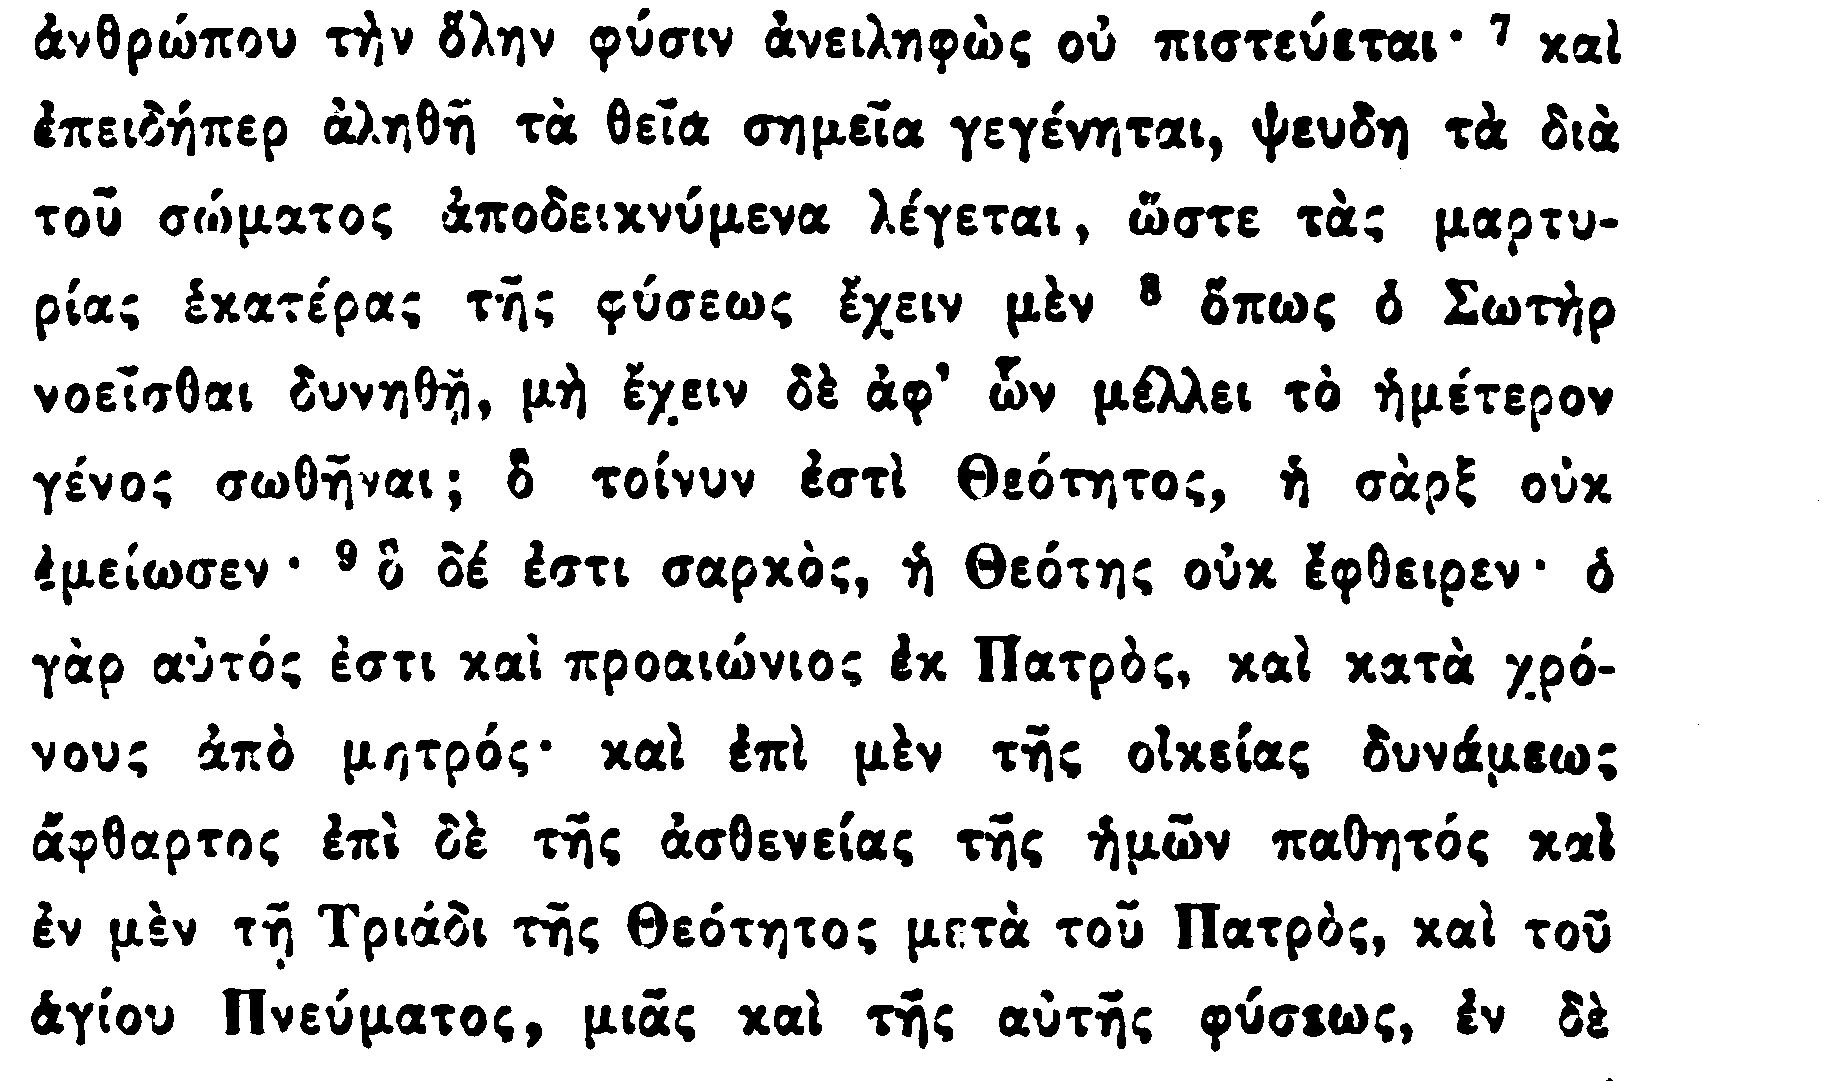 ἀνθρώπου τὴν ὅλην φύσιν ἀνειληφὼς οὐ πιστεύεται· ⁷ καὶ
ἐπειδήπερ ἀληθῆ τὰ θεῖα σημεῖα γεγένηται, ψευδη τὰ διὰ
τοῦ σώματος ἀποδεικνύμενα λέγεται, ὥστε τὰς μαρτυ-
ρίας ἑκατέρας τῆς φύσεως ἔχειν μὲν ⁸ ὅπως ὁ Σωτὴρ
νοεῖσθαι δυνηθῇ, μὴ ἔχειν δὲ ἀφ’ ὧν μέλλει τὸ ἡμέτερον
γένος σωθῆναι; ὃ τοίνυν ἐστὶ Θεότητος, ἡ σὰρξ οὐκ
ἐμείωσεν· ⁹ ὃ δέ ἐστι σαρκὸς, ἡ Θεότης οὐκ ἔφθειρεν· ὁ
γὰρ αὐτός ἐστι καὶ προαιώνιος ἐκ Πατρὸς, καὶ κατὰ χρό-
νους ἀπὸ μητρός· καὶ ἐπὶ μὲν τῆς οἰκείας δυνάμεως
ἄφθαρτος ἐπὶ δὲ τῆς ἀσθενείας τῆς ἡμῶν παθητός καὶ
ἐν μὲν τῇ Τριάδι τῆς Θεότητος μετὰ τοῦ Πατρὸς, καὶ τοῦ
ἁγίου Πνεύματος, μιᾶς καὶ τῆς αὐτῆς φύσεως, ἐν δὲ